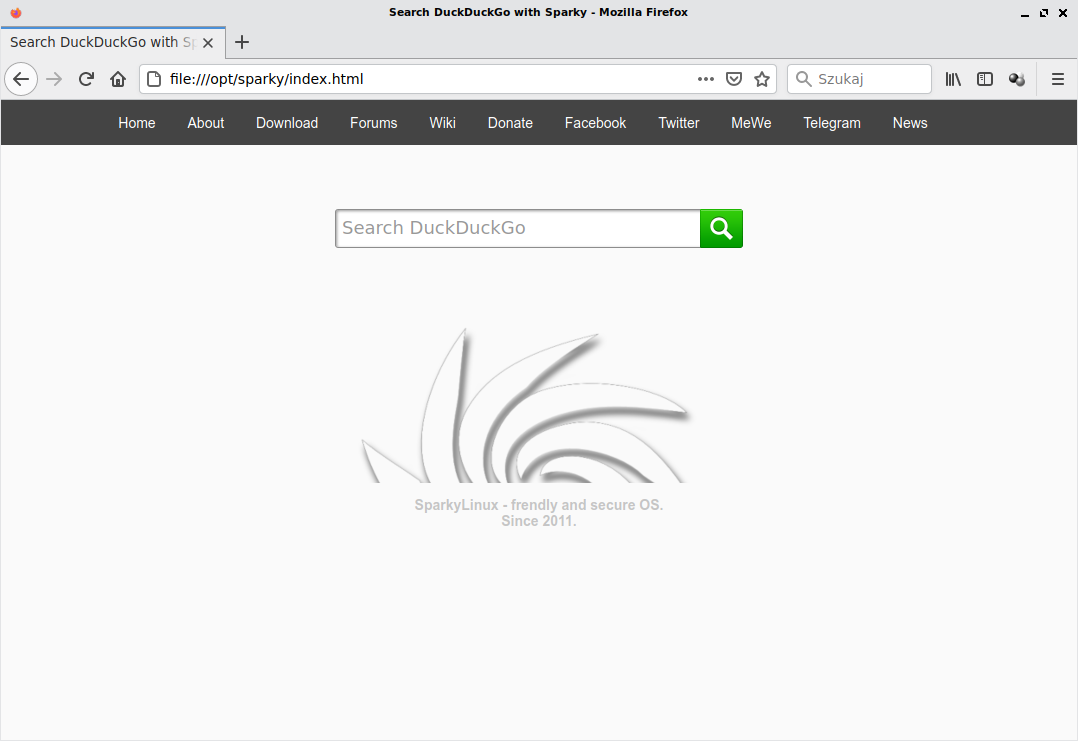 Search DuckDuckGo with Sparky - Mozilla Firefox
Search DuckDuckGo with Sp
file:///opt/sparky/index.html
Szukaj
Home About Download Forums Wiki Donate Facebook Twitter MeWe Telegram News
Search DuckDuckGo
SparkyLinux - frendly and secure OS.
Since 2011.